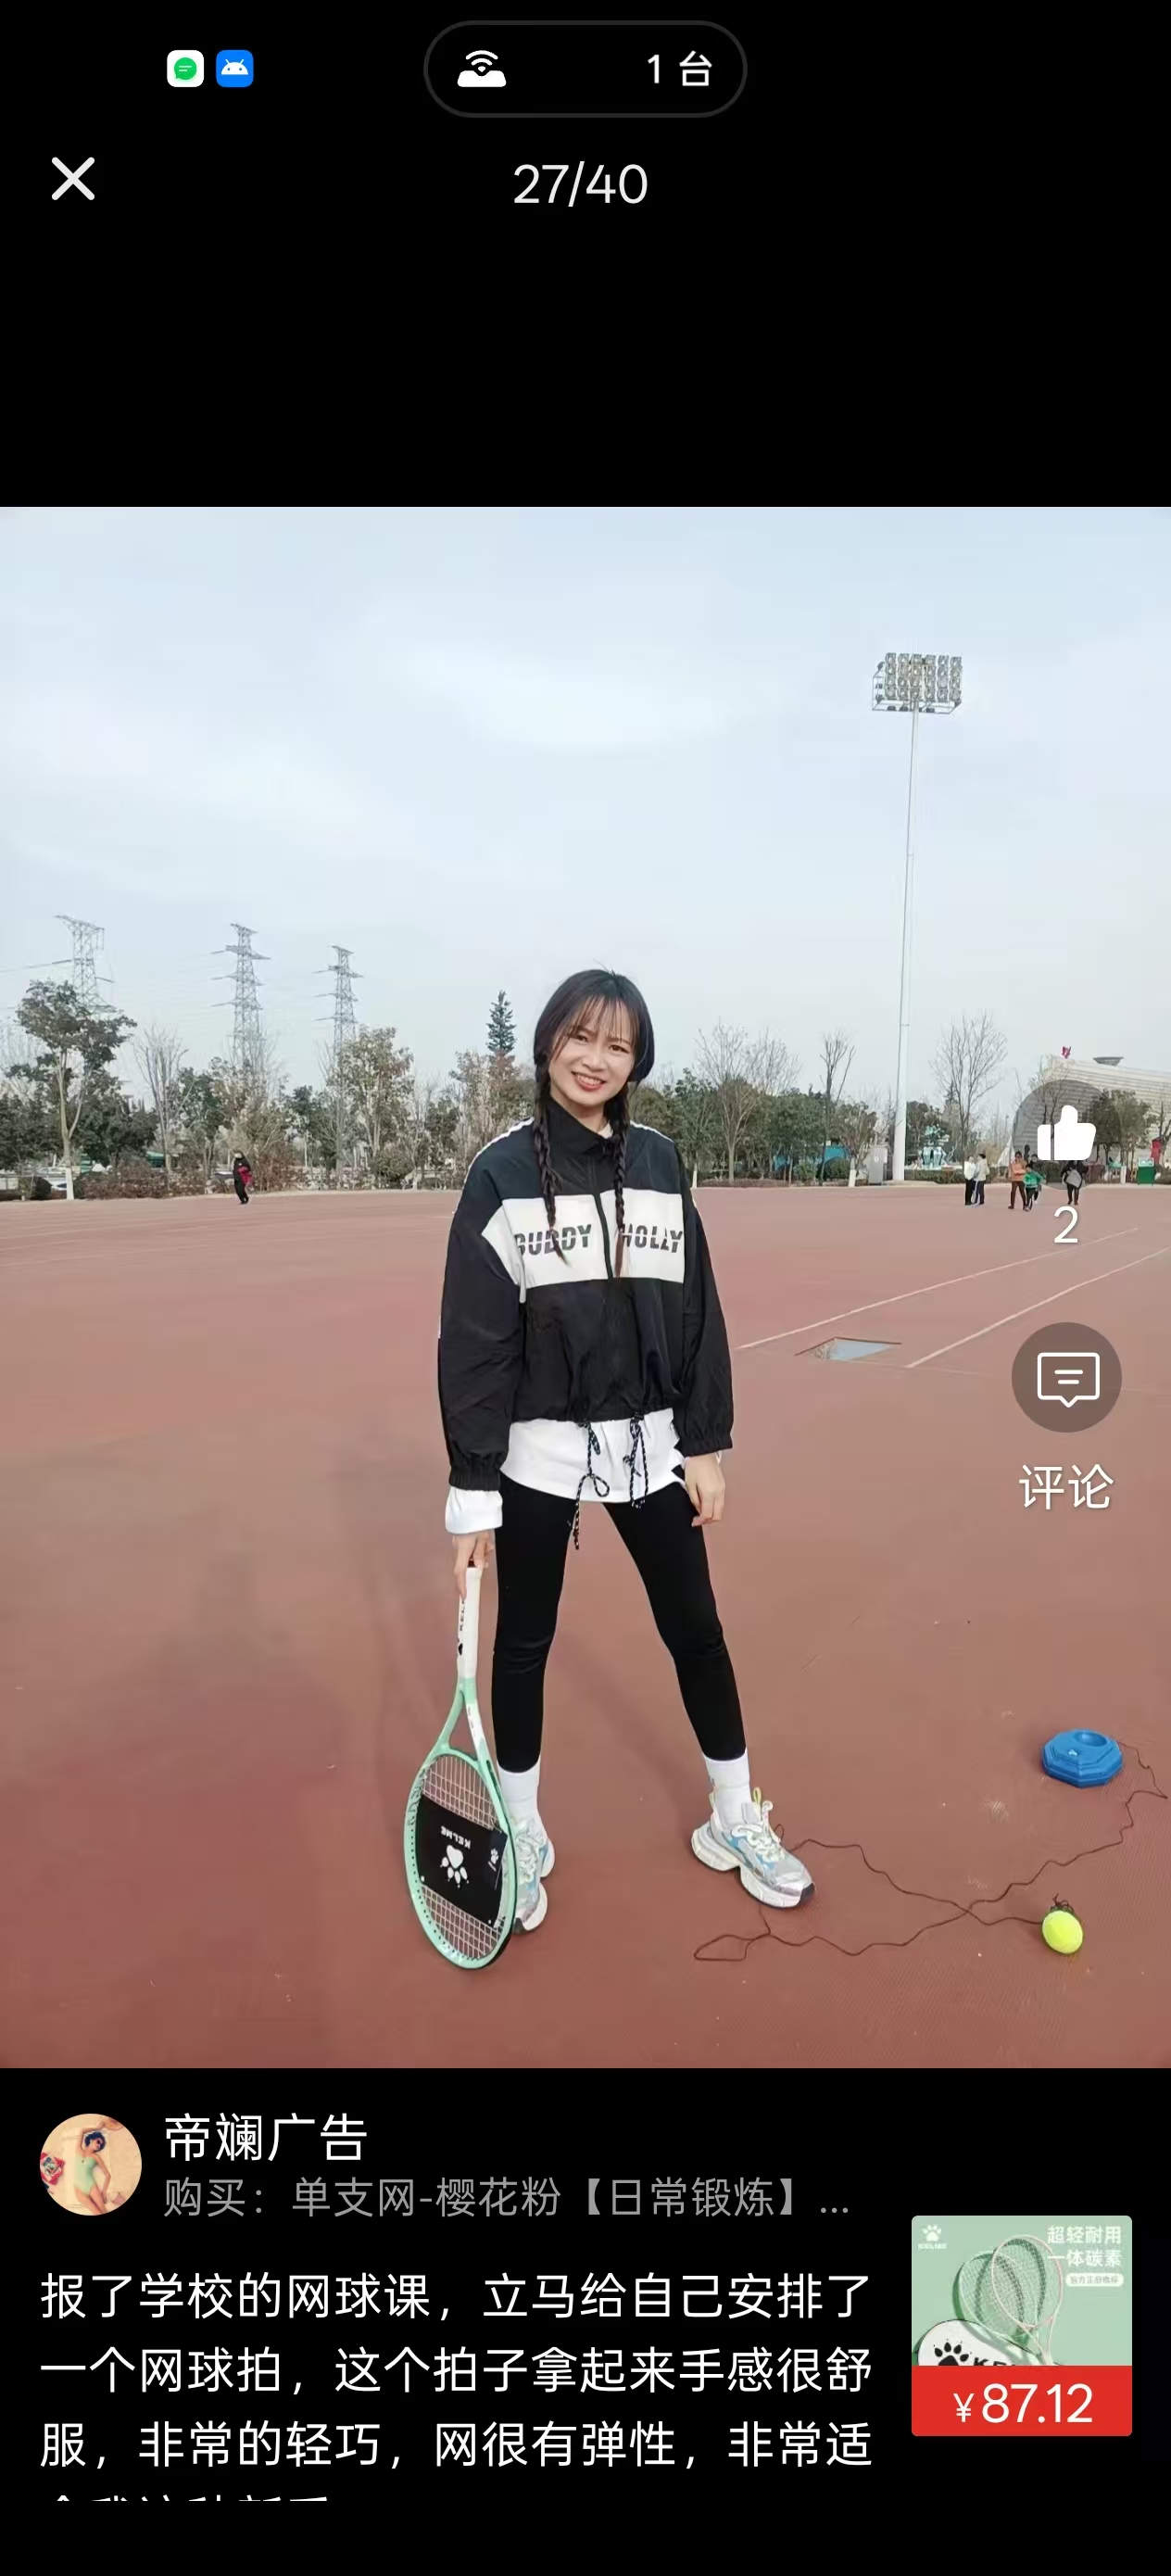 1 台
27/40
BUDDY HOLLY
2
评论
KELME
帝斓广告
购买：单支网-樱花粉【日常锻炼】...
报了学校的网球课，立马给自己安排了
一个网球拍，这个拍子拿起来手感很舒
服，非常的轻巧，网很有弹性，非常适
超轻耐用
一体碳素
¥87.12